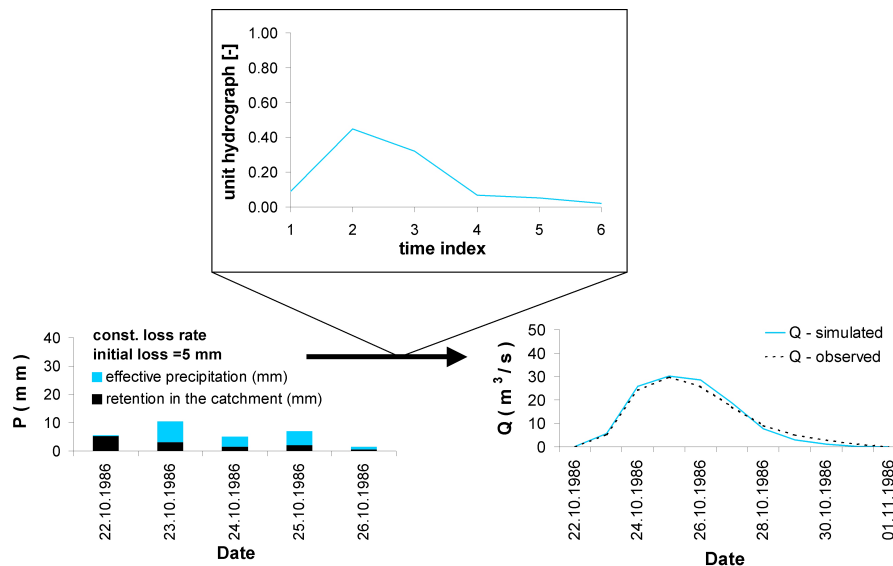 unit hydrograph [-]
1.00
0.80
0.60
0.40
0.20
0.00
1 2 3 4 5 6
time index
P ( m m )
40
30
20
10
0
const. loss rate
initial loss =5 mm
effective precipitation (mm)
retention in the catchment (mm)
22.10.1986
23.10.1986
24.10.1986
25.10.1986
26.10.1986
Date
Q ( m ³ / s )
50
40
30
20
10
0
Q - simulated
Q - observed
22.10.1986
24.10.1986
26.10.1986
28.10.1986
30.10.1986
01.11.1986
Date